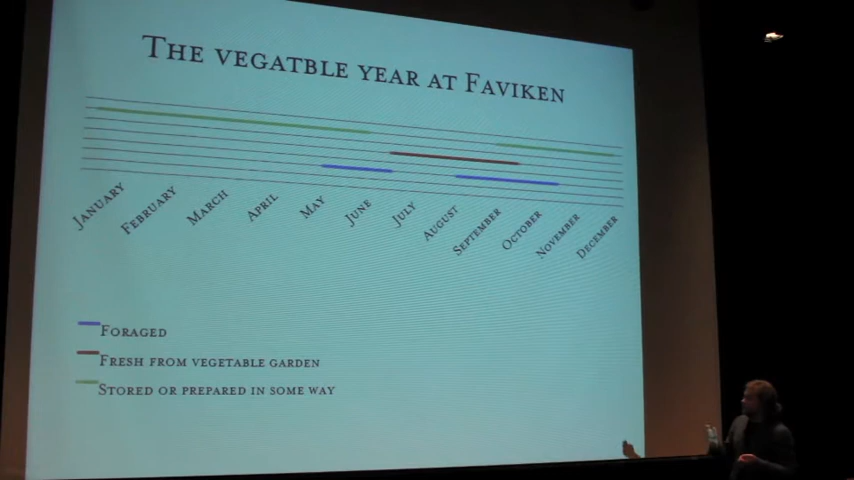 The vegatble year at Faviken
January
February
March
April
May
June
July
August
September
October
November
December
Foraged
Fresh from vegetable garden
Stored or prepared in some way